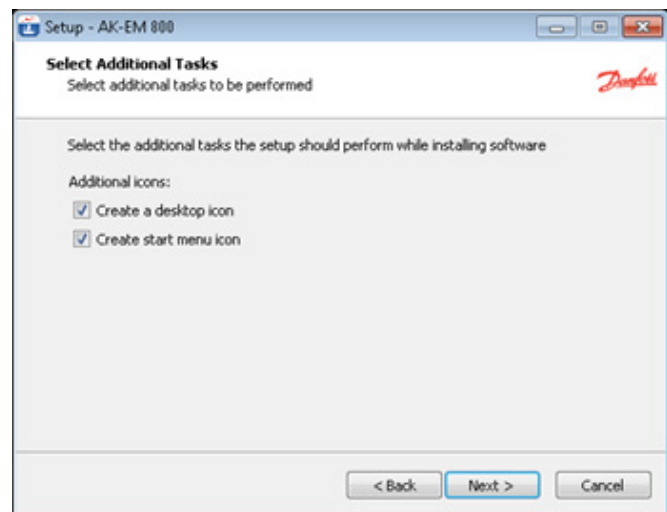 Setup - AK-EM 800
Select Additional Tasks
Select additional tasks to be performed
Danfoss
Select the additional tasks the setup should perform while installing software
Additional icons:
Create a desktop icon
Create start menu icon
< Back
Next >
Cancel